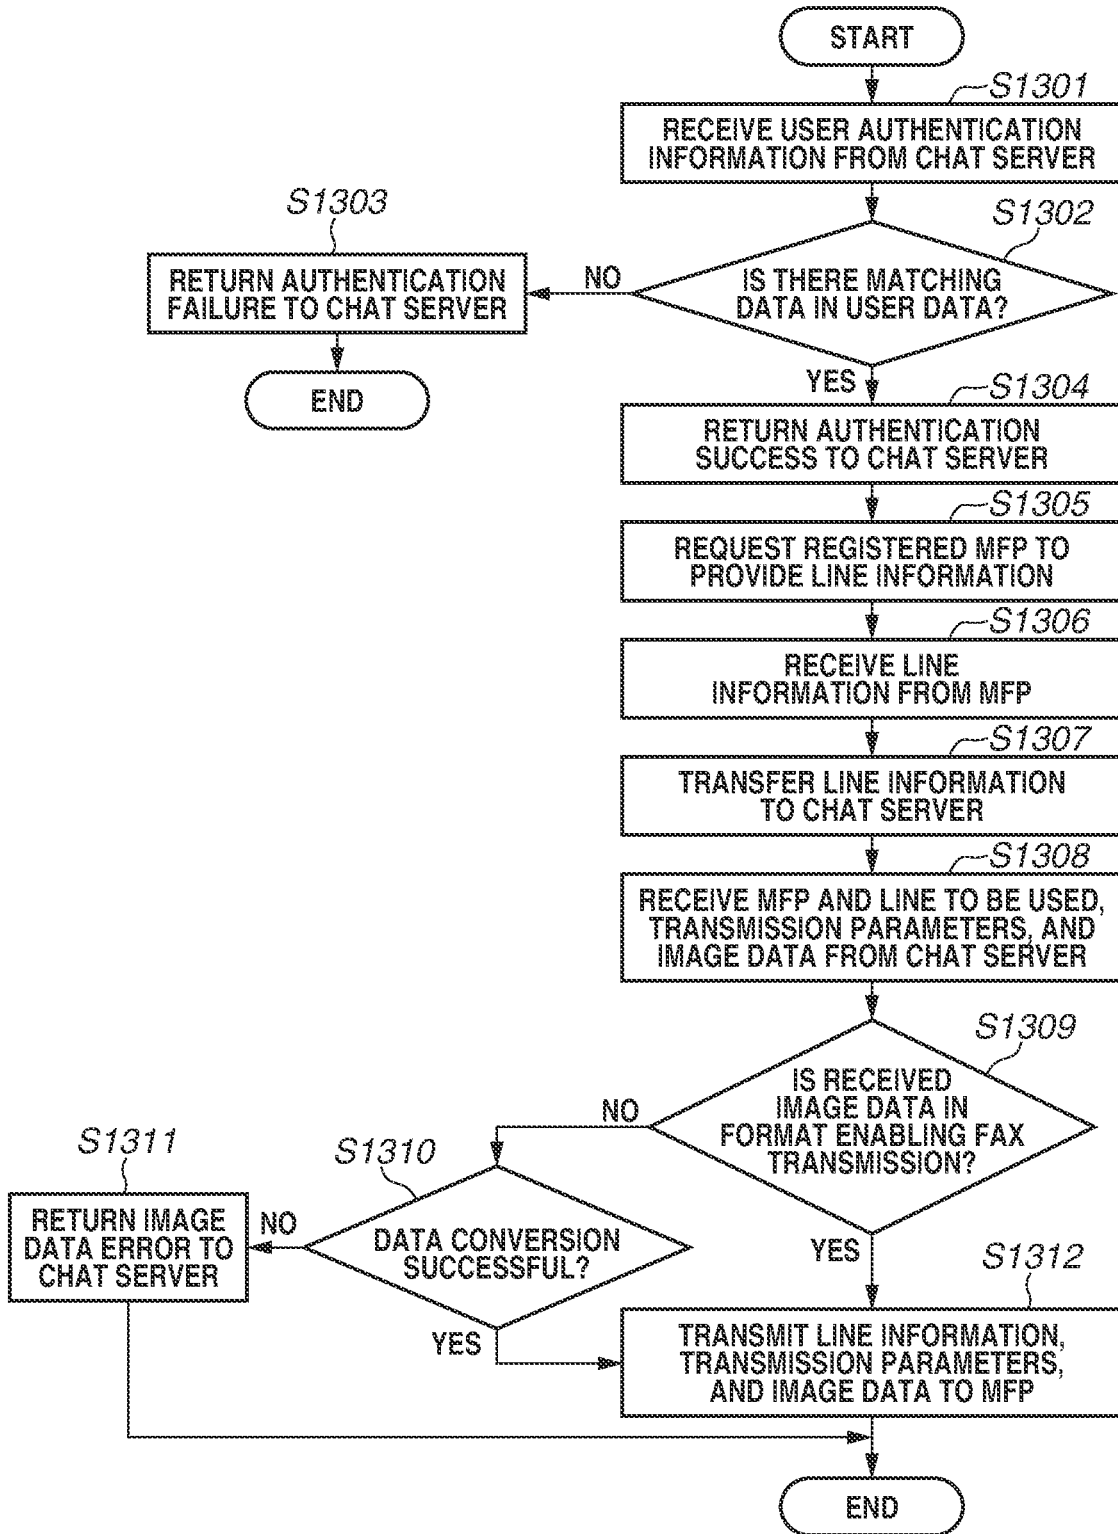 START
S1301
RECEIVE USER AUTHENTICATION
INFORMATION FROM CHAT SERVER
S1302
IS THERE MATCHING
DATA IN USER DATA?
NO
S1303
RETURN AUTHENTICATION
FAILURE TO CHAT SERVER
END
YES
S1304
RETURN AUTHENTICATION
SUCCESS TO CHAT SERVER
S1305
REQUEST REGISTERED MFP TO
PROVIDE LINE INFORMATION
S1306
RECEIVE LINE
INFORMATION FROM MFP
S1307
TRANSFER LINE INFORMATION
TO CHAT SERVER
S1308
RECEIVE MFP AND LINE TO BE USED,
TRANSMISSION PARAMETERS, AND
IMAGE DATA FROM CHAT SERVER
S1309
IS RECEIVED
IMAGE DATA IN
FORMAT ENABLING FAX
TRANSMISSION?
NO
S1310
DATA CONVERSION
SUCCESSFUL?
NO
S1311
RETURN IMAGE
DATA ERROR TO
CHAT SERVER
YES
YES
S1312
TRANSMIT LINE INFORMATION,
TRANSMISSION PARAMETERS,
AND IMAGE DATA TO MFP
END